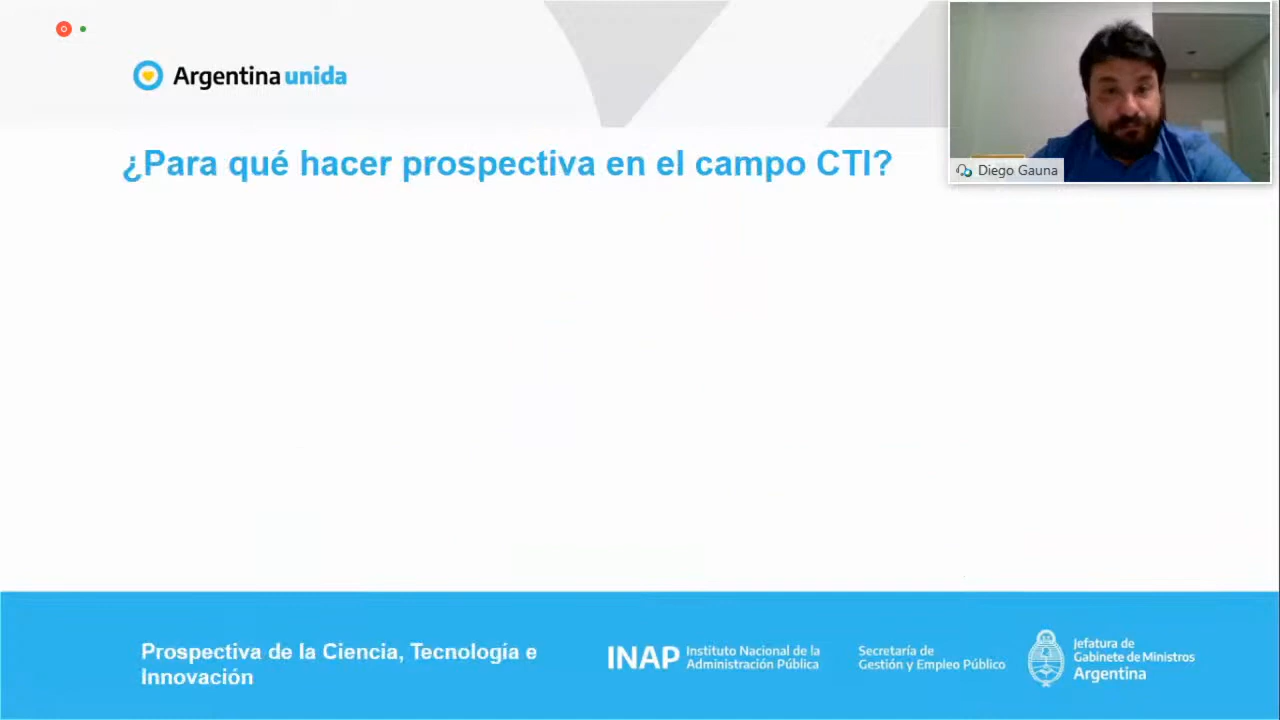 Argentina unida
¿Para qué hacer prospectiva en el campo CTI?
Diego Gauna
Prospectiva de la Ciencia, Tecnología e
Innovación
INAP
Instituto Nacional de la
Administración Pública
Secretaría de
Gestión y Empleo Público
Jefatura de
Gabinete de Ministros
Argentina